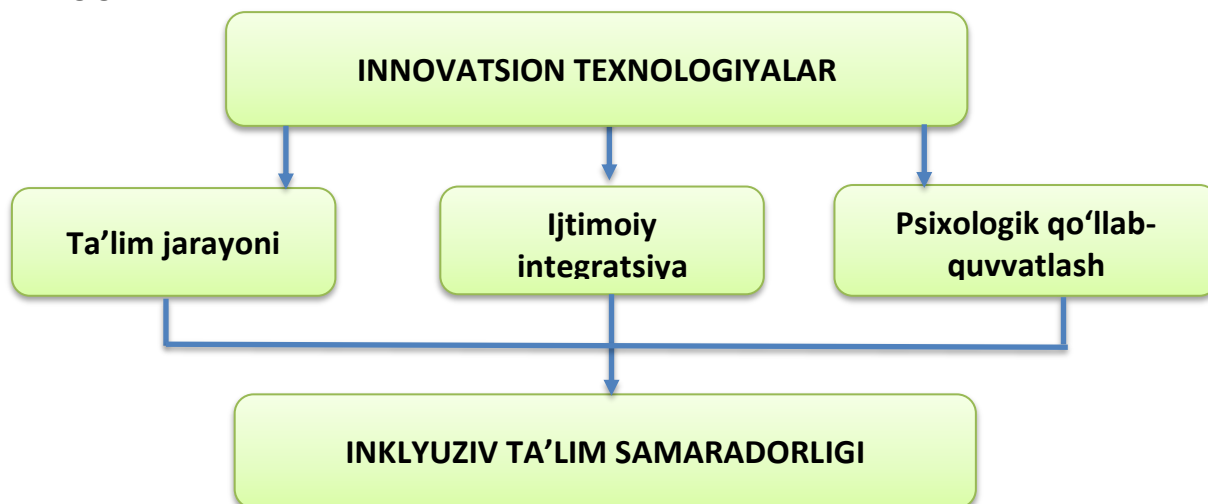 INNOVATSION TEXNOLOGIYALAR
Ta’lim jarayoni
Ijtimoiy
integratsiya
Psixologik qo‘llab-
quvvatlash
INKLYUZIV TA’LIM SAMARADORLIGI